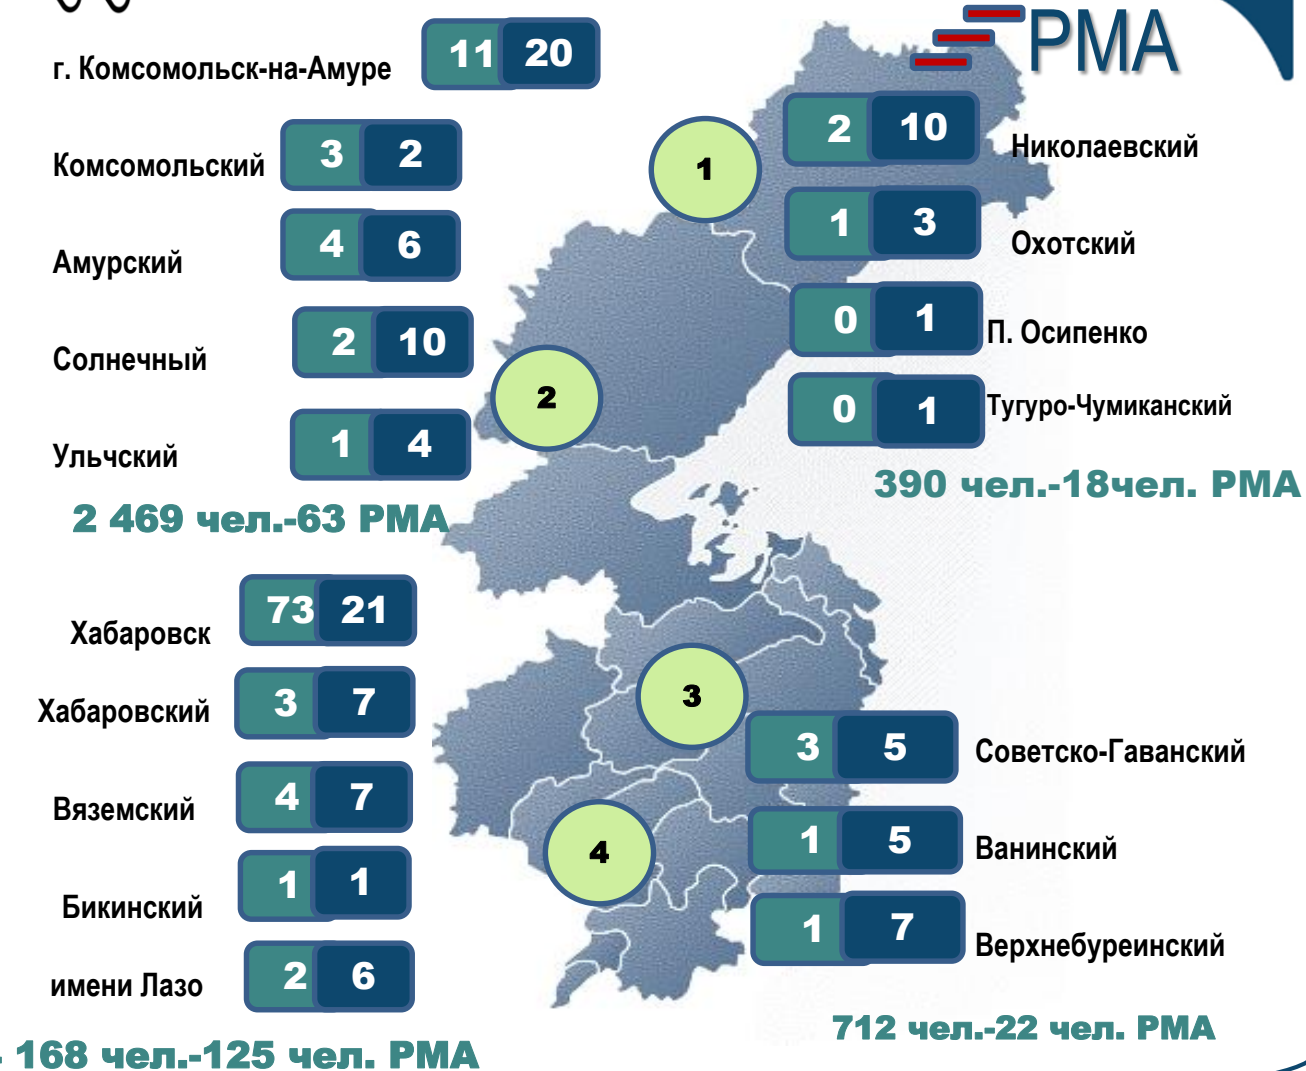 РМА
г. Комсомольск-на-Амуре 11 20
Комсомольский 3 2
Амурский 4 6
Солнечный 2 10
Ульчский 1 4
2 469 чел.-63 РМА
1
2 10 Николаевский
1 3 Охотский
0 1 П. Осипенко
0 1 Тугуро-Чумиканский
390 чел.-18чел. РМА
2
Хабаровск 73 21
Хабаровский 3 7
Вяземский 4 7
Бикинский 1 1
имени Лазо 2 6
168 чел.-125 чел. РМА
3
4
3 5 Советско-Гаванский
1 5 Ванинский
1 7 Верхнебуреинский
712 чел.-22 чел. РМА